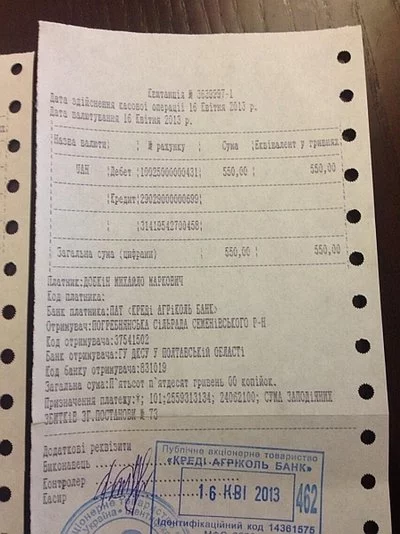 Квитанція № 3639997-1
Дата здійснення касової операції 16 Квітня 2013 р.
Дата валютування 16 Квітня 2013 р.
Назва валюти | № рахунку | Сума | Еквівалент у гривнях
UAH | Дебет | 10025000000431 | 550,00 | 550,00
Кредит | 29029000000699
31419542700458
Загальна сума (цифрами) | 550,00 | 550,00
Платник: ДОБКІН МИХАЙЛО МАРКОВИЧ
Код платника:
Банк платника: ПАТ «КРЕДІ АГРІКОЛЬ БАНК»
Отримувач: ПОГРЕБНЯНСЬКА СІЛЬРАДА СЕМЕНІВСЬКОГО Р-Н
Код отримувача: 37541502
Банк отримувача: ГУ ДКСУ У ПОЛТАВСЬКІЙ ОБЛАСТІ
Код банку отримувача: 831019
Загальна сума: П'ятьсот п'ятдесят гривень 00 копійок.
Призначення платежу: *; 101; 2559313134; 24062100; СУМА ЗАПОДІЯНИХ
ЗБИТКІВ ЗГ. ПОСТАНОВИ № 73
Додаткові реквізити
Виконавець
Контролер
Касир
Публічне акціонерне товариство
«КРЕДІ АГРІКОЛЬ БАНК»
16 КВІ 2013
462
Ідентифікаційний код 14361575